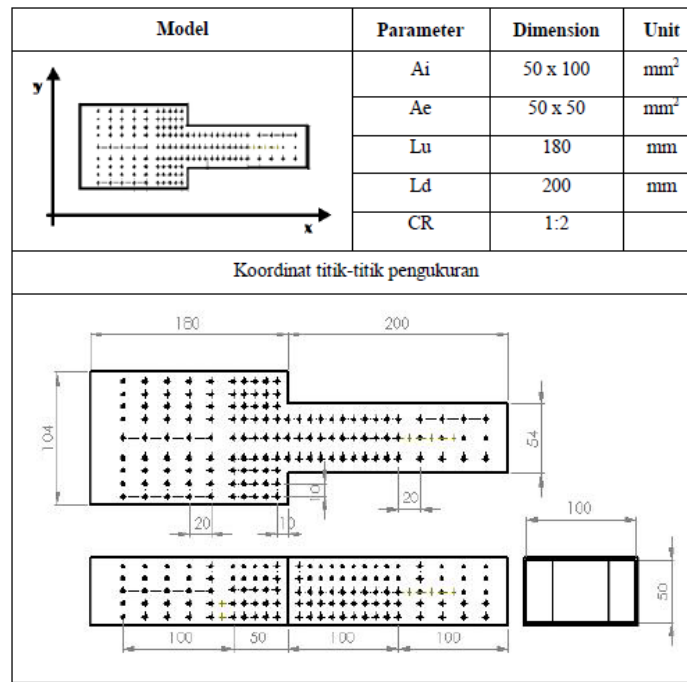 Model Parameter Dimension Unit
Ai 50 x 100 mm²
Ae 50 x 50 mm²
Lu 180 mm
Ld 200 mm
CR 1:2
y
x
Koordinat titik-titik pengukuran
180 200
104
54
10
20 10 20
100
50
100 50 100 100